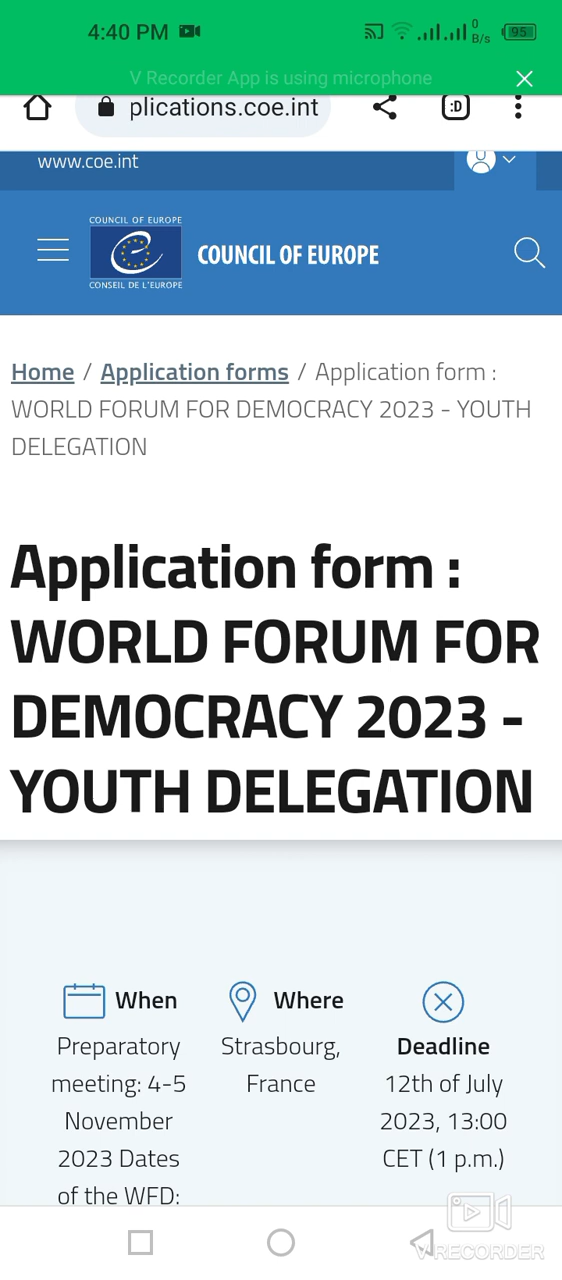 4:40 PM
0
B/s
95
V Recorder App is using microphone
plications.coe.int
:D
www.coe.int
COUNCIL OF EUROPE
CONSEIL DE L'EUROPE
COUNCIL OF EUROPE
Home / Application forms / Application form :
WORLD FORUM FOR DEMOCRACY 2023 - YOUTH
DELEGATION
Application form :
WORLD FORUM FOR
DEMOCRACY 2023 -
YOUTH DELEGATION
When
Preparatory
meeting: 4-5
November
2023 Dates
of the WFD:
Where
Strasbourg,
France
Deadline
12th of July
2023, 13:00
CET (1 p.m.)
V RECORDER